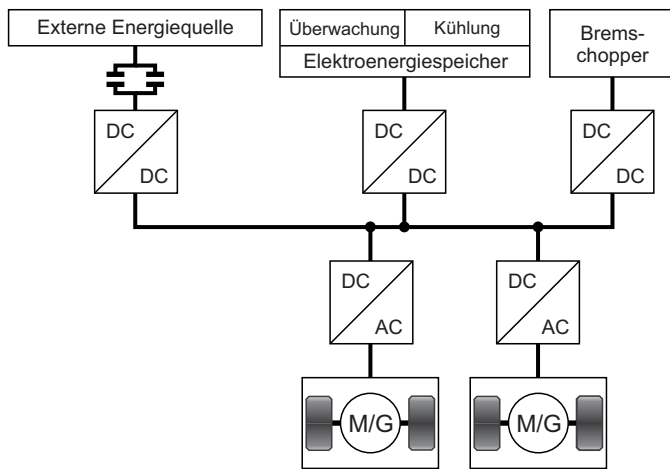 Externe Energiequelle
Überwachung
Kühlung
Elektroenergiespeicher
Brems-
chopper
DC
DC
DC
DC
DC
DC
DC
AC
DC
AC
M/G
M/G